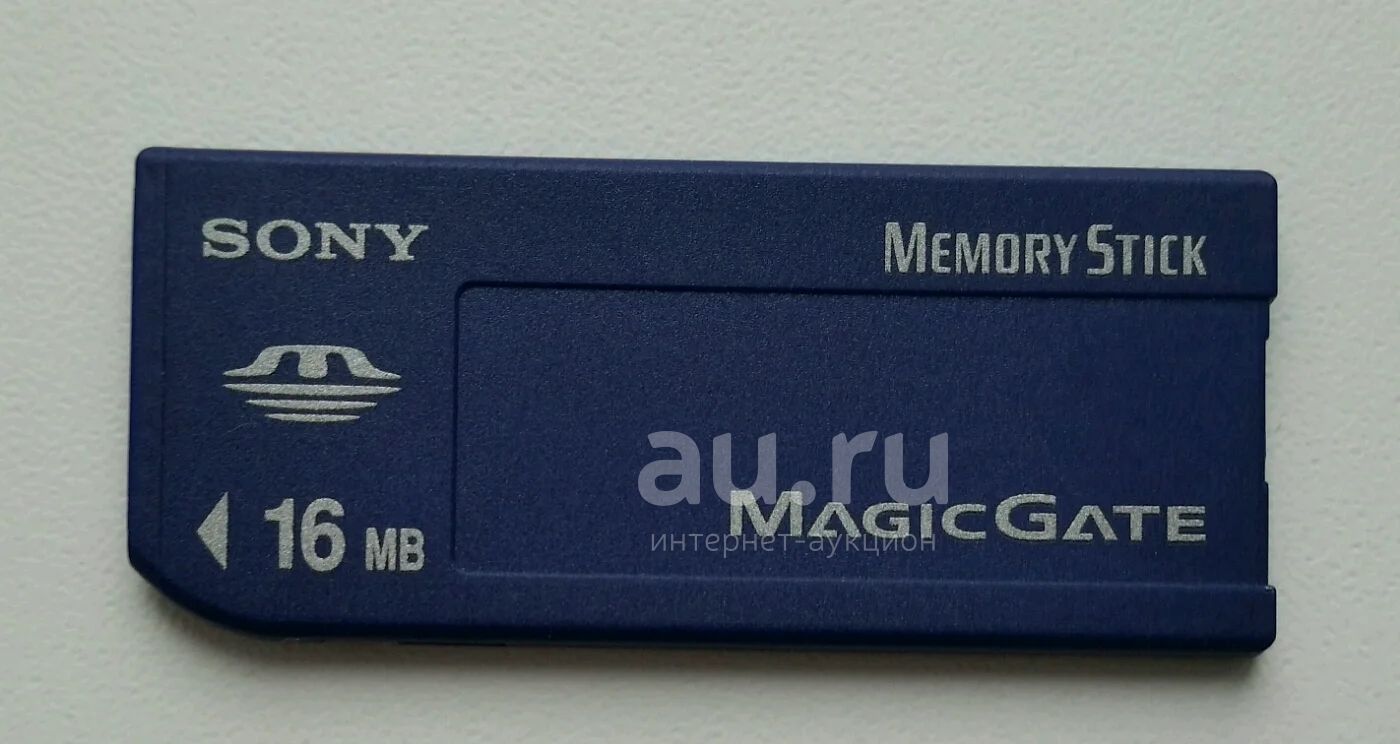 SONY
MEMORY STICK
au.ru
MAGICGATE
интернет-аукцион
16 MB